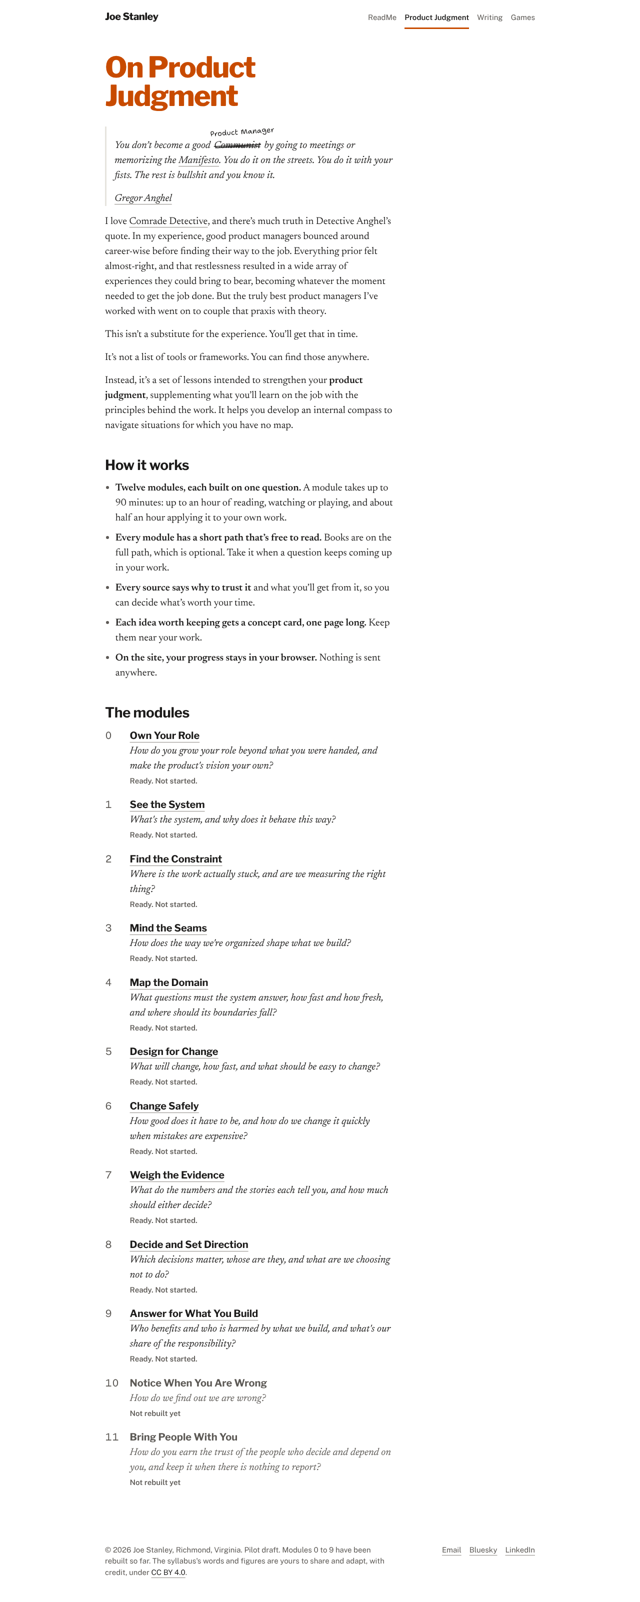 Joe Stanley
ReadMe Product Judgment Writing Games
On Product
Judgment
Product Manager
You don't become a good Communist by going to meetings or
memorizing the Manifesto. You do it on the streets. You do it with your
fists. The rest is bullshit and you know it.
Gregor Anghel
I love Comrade Detective, and there's much truth in Detective Anghel's
quote. In my experience, good product managers bounced around
career-wise before finding their way to the job. Everything prior felt
almost-right, and that restlessness resulted in a wide array of
experiences they could bring to bear, becoming whatever the moment
needed to get the job done. But the truly best product managers I've
worked with went on to couple that praxis with theory.
This isn't a substitute for the experience. You'll get that in time.
It's not a list of tools or frameworks. You can find those anywhere.
Instead, it's a set of lessons intended to strengthen your product
judgment, supplementing what you'll learn on the job with the
principles behind the work. It helps you develop an internal compass to
navigate situations for which you have no map.
How it works
• Twelve modules, each built on one question. A module takes up to
90 minutes: up to an hour of reading, watching or playing, and about
half an hour applying it to your own work.
• Every module has a short path that's free to read. Books are on the
full path, which is optional. Take it when a question keeps coming up
in your work.
• Every source says why to trust it and what you'll get from it, so you
can decide what's worth your time.
• Each idea worth keeping gets a concept card, one page long. Keep
them near your work.
• On the site, your progress stays in your browser. Nothing is sent
anywhere.
The modules
0 Own Your Role
How do you grow your role beyond what you were handed, and
make the product's vision your own?
Ready. Not started.
1 See the System
What's the system, and why does it behave this way?
Ready. Not started.
2 Find the Constraint
Where is the work actually stuck, and are we measuring the right
thing?
Ready. Not started.
3 Mind the Seams
How does the way we're organized shape what we build?
Ready. Not started.
4 Map the Domain
What questions must the system answer, how fast and how fresh,
and where should its boundaries fall?
Ready. Not started.
5 Design for Change
What will change, how fast, and what should be easy to change?
Ready. Not started.
6 Change Safely
How good does it have to be, and how do we change it quickly
when mistakes are expensive?
Ready. Not started.
7 Weigh the Evidence
What do the numbers and the stories each tell you, and how much
should either decide?
Ready. Not started.
8 Decide and Set Direction
Which decisions matter, whose are they, and what are we choosing
not to do?
Ready. Not started.
9 Answer for What You Build
Who benefits and who is harmed by what we build, and what's our
share of the responsibility?
Ready. Not started.
10 Notice When You Are Wrong
How do we find out we are wrong?
Not rebuilt yet
11 Bring People With You
How do you earn the trust of the people who decide and depend on
you, and keep it when there is nothing to report?
Not rebuilt yet
© 2026 Joe Stanley, Richmond, Virginia. Pilot draft. Modules 0 to 9 have been
rebuilt so far. The syllabus's words and figures are yours to share and adapt, with
credit, under CC BY 4.0.
Email Bluesky LinkedIn